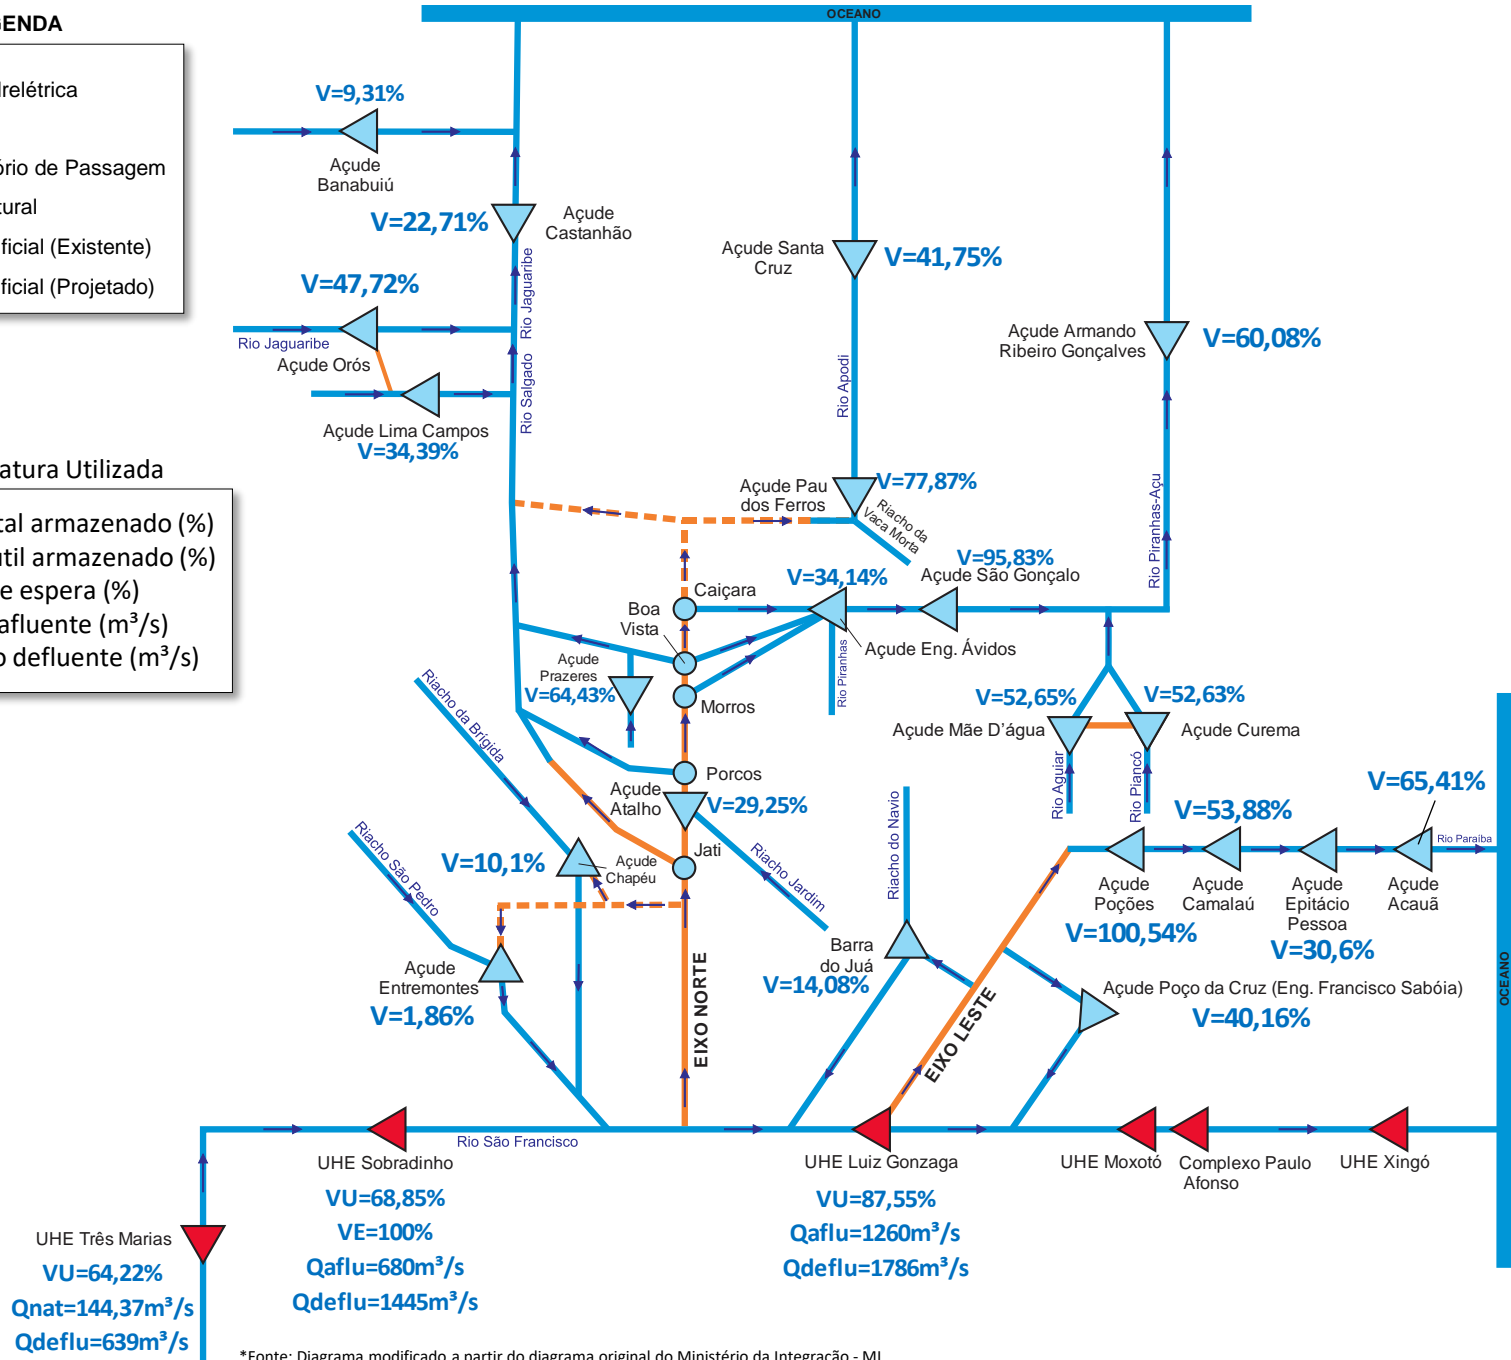 OCEANO
GENDA
drelétrica
ório de Passagem
tural
ificial (Existente)
ificial (Projetado)
V=9,31%
Açude
Banabuiú
V=22,71%
Açude
Castanhão
V=47,72%
Rio Jaguaribe
Açude Orós
Rio Jaguaribe
Rio Salgado
Açude Lima Campos
V=34,39%
Açude Santa
Cruz
V=41,75%
Rio Apodi
Açude Armando
Ribeiro Gonçalves
V=60,08%
Rio Piranhas-Açu
atura Utilizada
tal armazenado (%)
útil armazenado (%)
e espera (%)
afluente (m³/s)
o defluente (m³/s)
Açude Pau
dos Ferros
V=77,87%
Riacho da
Vaca Morta
V=95,83%
Açude São Gonçalo
V=34,14%
Açude Eng. Ávidos
Rio Piranhas
Caiçara
Boa
Vista
Morros
Açude
Prazeres
V=64,43%
Porcos
Açude
Atalho
V=29,25%
Jati
Riacho Jardim
Riacho da Brigida
Riacho São Pedro
V=10,1%
Açude
Chapéu
Açude
Entremontes
V=1,86%
EIXO NORTE
V=52,65%
Açude Mãe D'água
Rio Aguiar
V=52,63%
Açude Curema
Rio Piancó
V=65,41%
V=53,88%
Rio Paraiba
Açude
Poções
V=100,54%
Açude
Camalaú
Açude
Epitácio
Pessoa
V=30,6%
Açude
Acauã
Riacho do Navio
Barra
do Juá
V=14,08%
EIXO LESTE
Açude Poço da Cruz (Eng. Francisco Sabóia)
V=40,16%
OCEANO
Rio São Francisco
UHE Sobradinho
VU=68,85%
VE=100%
Qaflu=680m³/s
Qdeflu=1445m³/s
UHE Luiz Gonzaga
VU=87,55%
Qaflu=1260m³/s
Qdeflu=1786m³/s
UHE Moxotó
Complexo Paulo
Afonso
UHE Xingó
UHE Três Marias
VU=64,22%
Qnat=144,37m³/s
Qdeflu=639m³/s
*Fonte: Diagrama modificado a partir do diagrama original do Ministério da Integração - MI